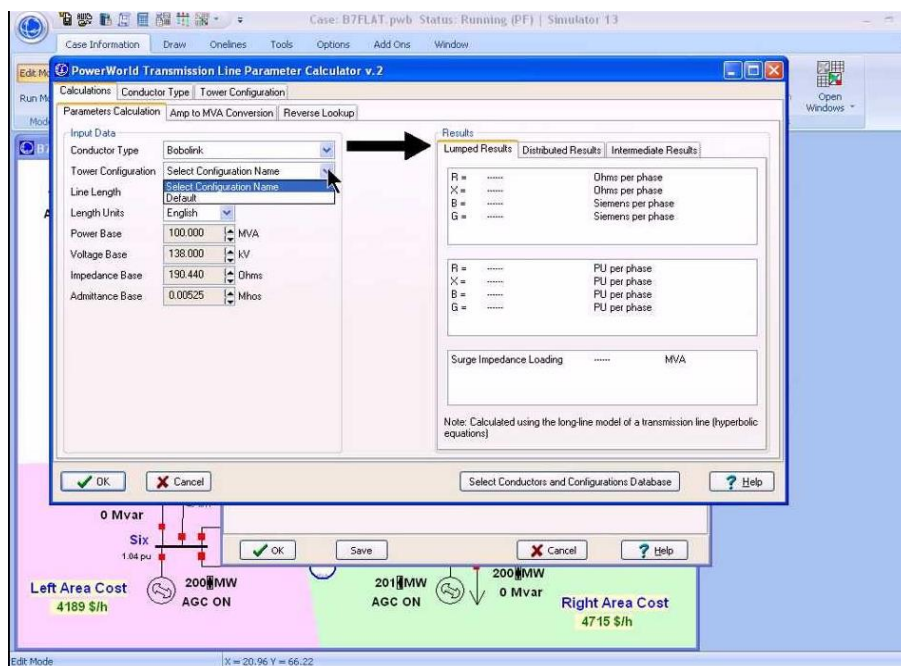 Case: B7FLAT.pwb Status: Running (PF) | Simulator 13
Case Information Draw Onelines Tools Options Add Ons Window
Edit Mo
Run Mo
Mod
Open
Windows
PowerWorld Transmission Line Parameter Calculator v.2
Calculations Conductor Type Tower Configuration
Parameters Calculation Amp to MVA Conversion Reverse Lookup
Input Data
Conductor Type Bobolink
Tower Configuration Select Configuration Name
Select Configuration Name
Default
Line Length
Length Units English
Power Base 100.000 MVA
Voltage Base 138.000 kV
Impedance Base 190.440 Ohms
Admittance Base 0.00525 Mhos
Results
Lumped Results Distributed Results Intermediate Results
R = ------ Ohms per phase
X = ------ Ohms per phase
B = ------ Siemens per phase
G = ------ Siemens per phase
R = ------ PU per phase
X = ------ PU per phase
B = ------ PU per phase
G = ------ PU per phase
Surge Impedance Loading ------ MVA
Note: Calculated using the long-line model of a transmission line (hyperbolic
equations)
OK Cancel Select Conductors and Configurations Database ? Help
0 Mvar
Six
1.04 pu
OK Save Cancel ? Help
200 MW
AGC ON
201 MW
AGC ON
200 MW
0 Mvar
Left Area Cost
4189 $/h
Right Area Cost
4715 $/h
Edit Mode X = 20.96 Y = 66.22